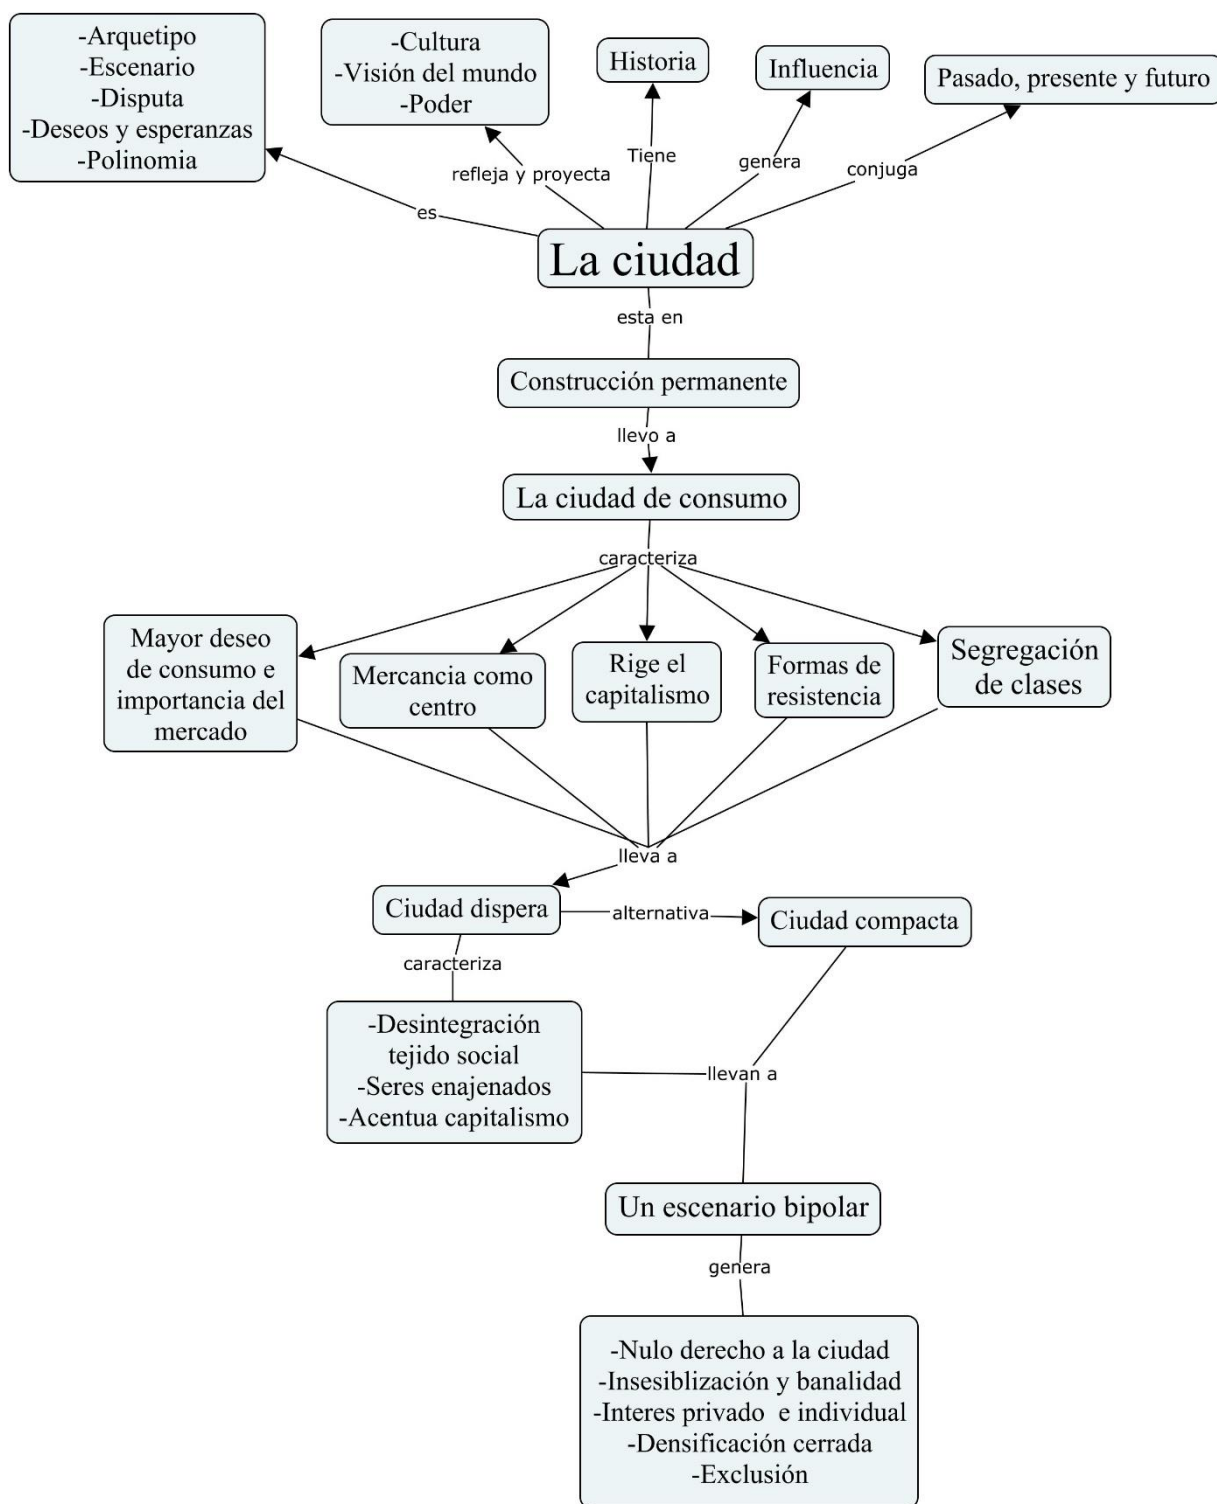 -Arquetipo
-Escenario
-Disputa
-Deseos y esperanzas
-Polinomia
-Cultura
-Visión del mundo
-Poder
Historia
Influencia
Pasado, presente y futuro
es
refleja y proyecta
Tiene
genera
conjuga
La ciudad
esta en
Construcción permanente
llevo a
La ciudad de consumo
caracteriza
Mayor deseo
de consumo e
importancia del
mercado
Mercancia como
centro
Rige el
capitalismo
Formas de
resistencia
Segregación
de clases
lleva a
Ciudad dispera
alternativa
Ciudad compacta
caracteriza
-Desintegración
tejido social
-Seres enajenados
-Acentua capitalismo
llevan a
Un escenario bipolar
genera
-Nulo derecho a la ciudad
-Insesiblización y banalidad
-Interes privado e individual
-Densificación cerrada
-Exclusión